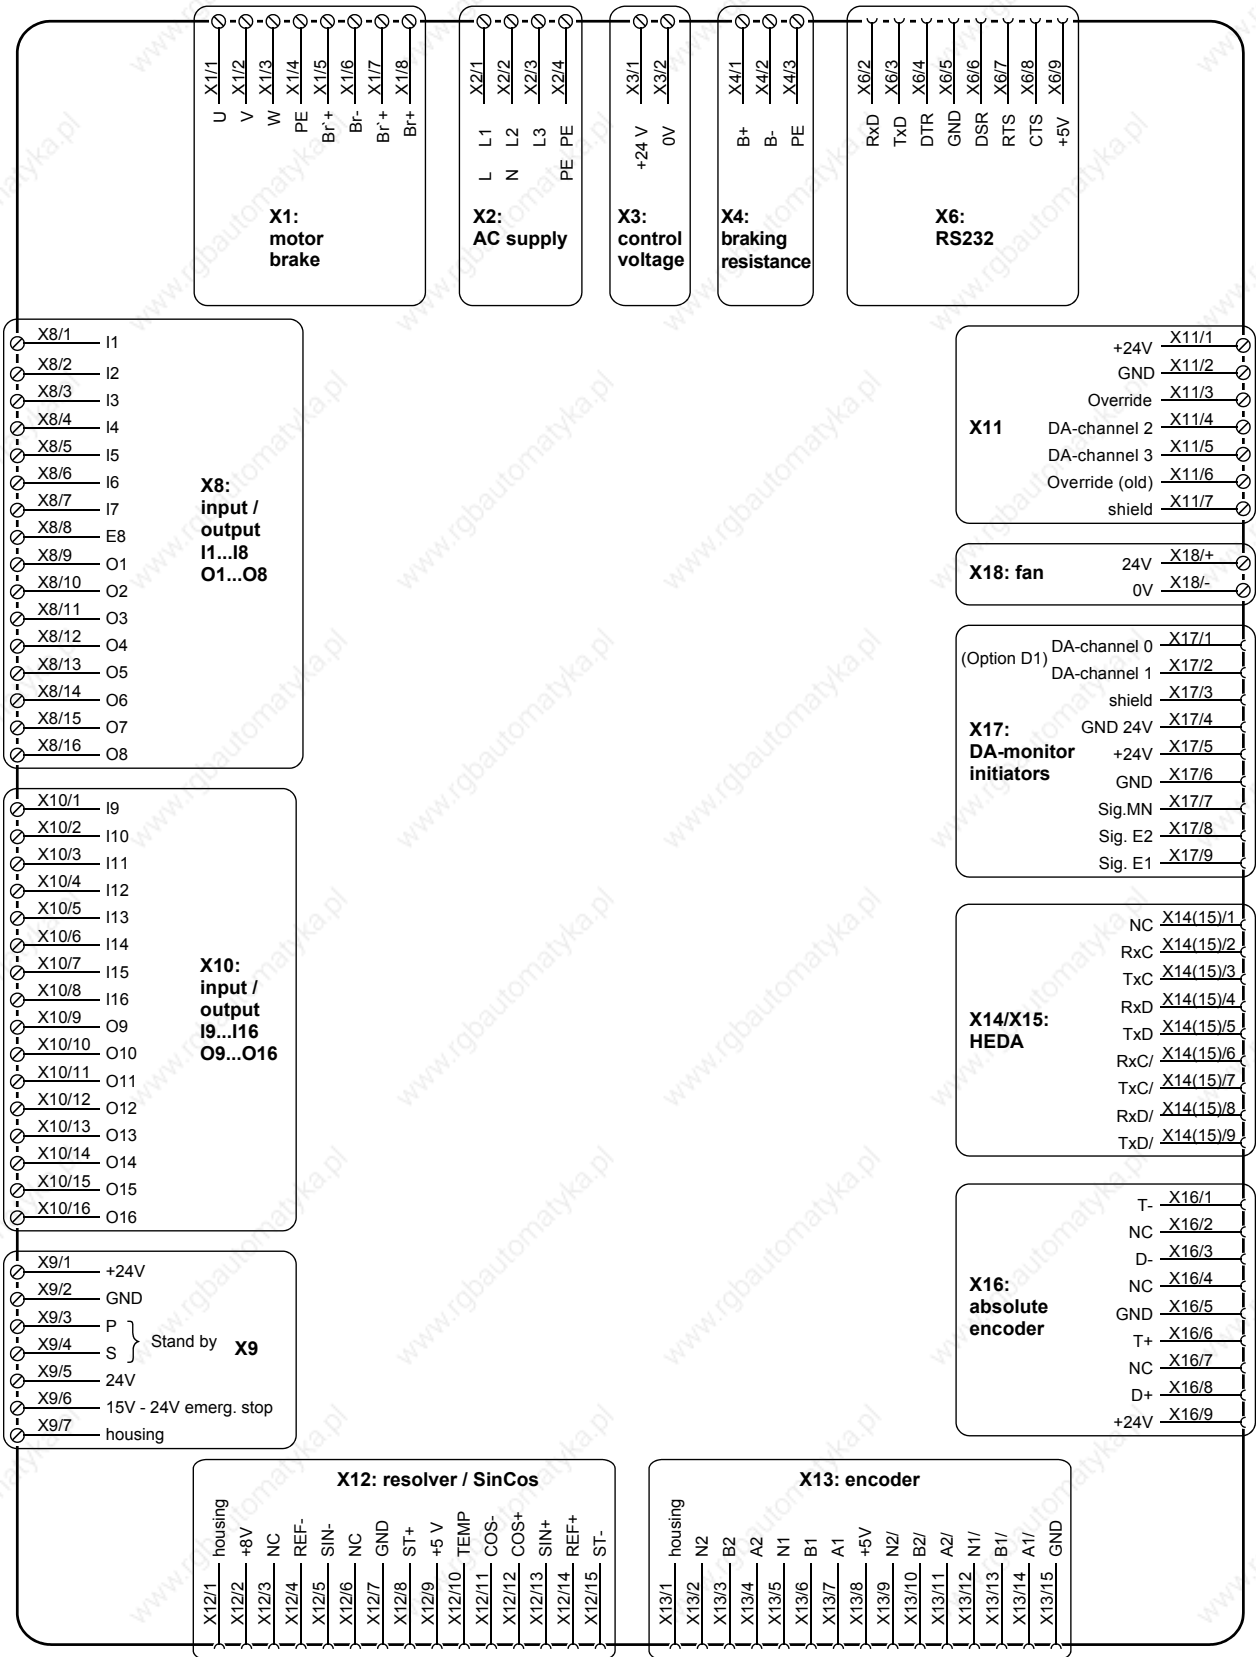 X1/1 X1/2 X1/3 X1/4 X1/5 X1/6 X1/7 X1/8
U V W PE Br`+ Br- Br`+ Br+
X1:
motor
brake
X2/1 X2/2 X2/3 X2/4
L1 L2 L3 PE
L N PE
X2:
AC supply
X3/1 X3/2
+24 V 0V
X3:
control
voltage
X4/1 X4/2 X4/3
B+ B- PE
X4:
braking
resistance
X6/2 X6/3 X6/4 X6/5 X6/6 X6/7 X6/8 X6/9
RxD TxD DTR GND DSR RTS CTS +5V
X6:
RS232
X8/1 I1
X8/2 I2
X8/3 I3
X8/4 I4
X8/5 I5
X8/6 I6
X8/7 I7
X8/8 E8
X8/9 O1
X8/10 O2
X8/11 O3
X8/12 O4
X8/13 O5
X8/14 O6
X8/15 O7
X8/16 O8
X8:
input /
output
I1...I8
O1...O8
X10/1 I9
X10/2 I10
X10/3 I11
X10/4 I12
X10/5 I13
X10/6 I14
X10/7 I15
X10/8 I16
X10/9 O9
X10/10 O10
X10/11 O11
X10/12 O12
X10/13 O13
X10/14 O14
X10/15 O15
X10/16 O16
X10:
input /
output
I9...I16
O9...O16
X9/1 +24V
X9/2 GND
X9/3 P
X9/4 S
Stand by X9
X9/5 24V
X9/6 15V - 24V emerg. stop
X9/7 housing
X11
+24V X11/1
GND X11/2
Override X11/3
DA-channel 2 X11/4
DA-channel 3 X11/5
Override (old) X11/6
shield X11/7
X18: fan
24V X18/+
0V X18/-
(Option D1)
DA-channel 0 X17/1
DA-channel 1 X17/2
shield X17/3
GND 24V X17/4
+24V X17/5
GND X17/6
Sig.MN X17/7
Sig. E2 X17/8
Sig. E1 X17/9
X17:
DA-monitor
initiators
NC X14(15)/1
RxC X14(15)/2
TxC X14(15)/3
RxD X14(15)/4
TxD X14(15)/5
RxC/ X14(15)/6
TxC/ X14(15)/7
RxD/ X14(15)/8
TxD/ X14(15)/9
X14/X15:
HEDA
T- X16/1
NC X16/2
D- X16/3
NC X16/4
GND X16/5
T+ X16/6
NC X16/7
D+ X16/8
+24V X16/9
X16:
absolute
encoder
X12: resolver / SinCos
housing +8V NC REF- SIN- NC GND ST+ +5 V TEMP COS- COS+ SIN+ REF+ ST-
X12/1 X12/2 X12/3 X12/4 X12/5 X12/6 X12/7 X12/8 X12/9 X12/10 X12/11 X12/12 X12/13 X12/14 X12/15
X13: encoder
housing N2 B2 A2 N1 B1 A1 +5V N2/ B2/ A2/ N1/ B1/ A1/ GND
X13/1 X13/2 X13/3 X13/4 X13/5 X13/6 X13/7 X13/8 X13/9 X13/10 X13/11 X13/12 X13/13 X13/14 X13/15
www.rgbautomatyka.pl